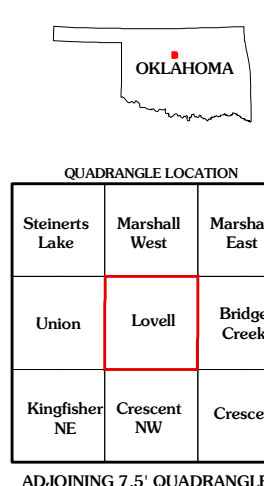 OKLAHOMA
QUADRANGLE LOCATION
Steinerts Marshall Marsha
Lake West East
Union Lovell Bridge
Creek
Kingfisher Crescent Cresce
NE NW
ADJOINING 7.5' QUADRANGLE